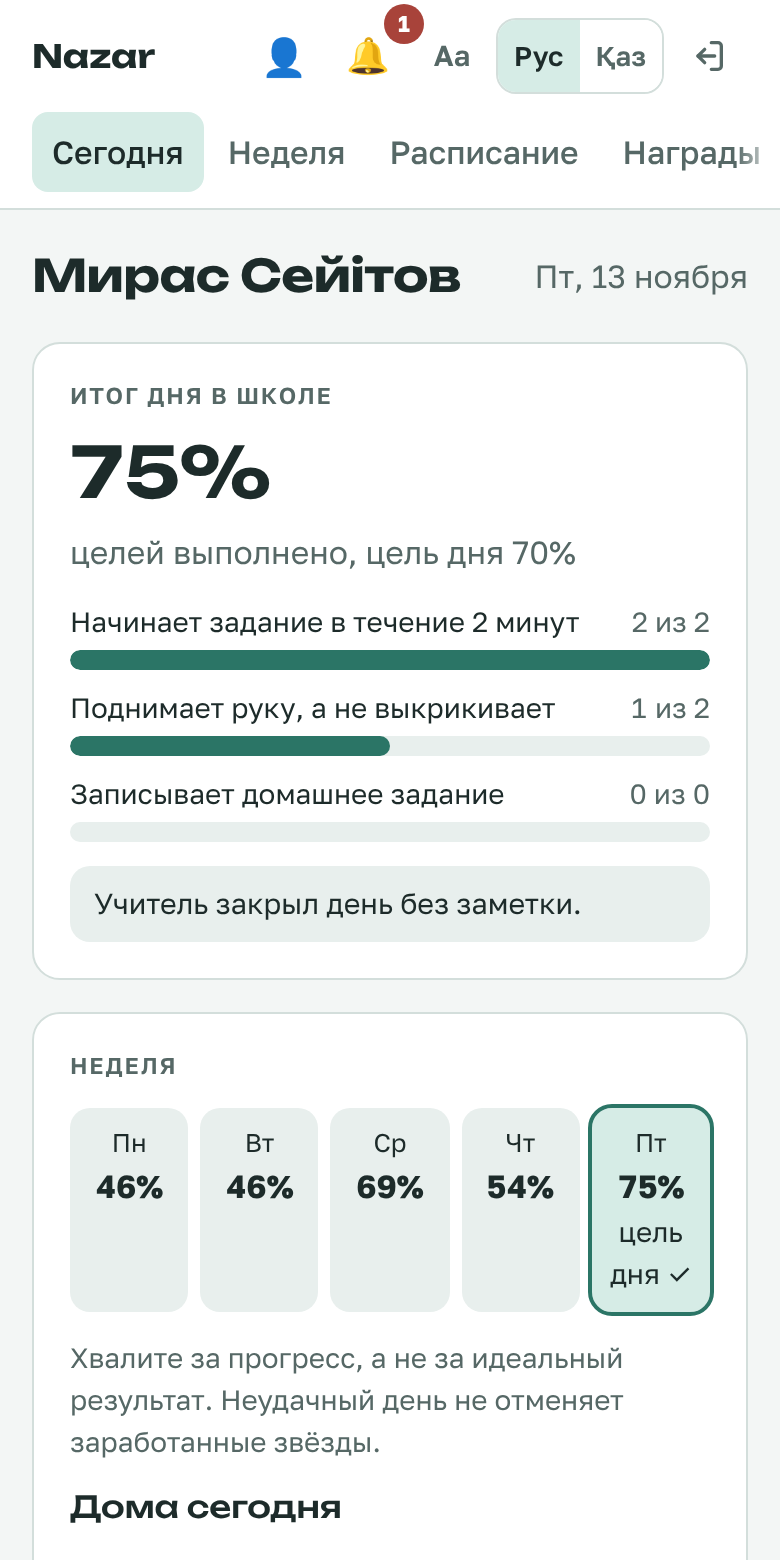 Nazar
1
Aa
Рус
Қаз
Сегодня
Неделя
Расписание
Награды
Мирас Сейітов
Пт, 13 ноября
ИТОГ ДНЯ В ШКОЛЕ
75%
целей выполнено, цель дня 70%
Начинает задание в течение 2 минут 2 из 2
Поднимает руку, а не выкрикивает 1 из 2
Записывает домашнее задание 0 из 0
Учитель закрыл день без заметки.
НЕДЕЛЯ
Пн
46%
Вт
46%
Ср
69%
Чт
54%
Пт
75%
цель
дня ✓
Хвалите за прогресс, а не за идеальный
результат. Неудачный день не отменяет
заработанные звёзды.
Дома сегодня